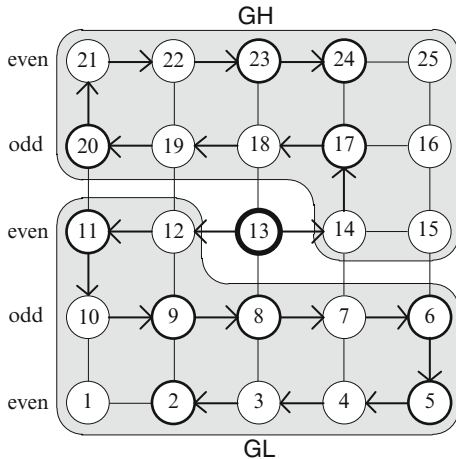 GH
even 21 22 23 24 25
odd 20 19 18 17 16
even 11 12 13 14 15
odd 10 9 8 7 6
even 1 2 3 4 5
GL